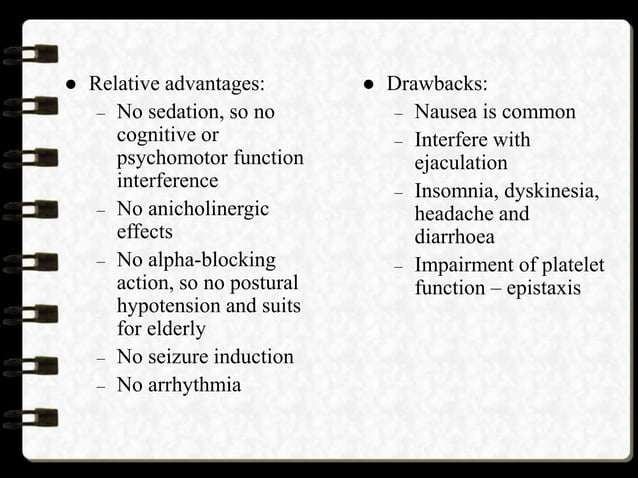 ● Relative advantages:
– No sedation, so no
cognitive or
psychomotor function
interference
– No anicholinergic
effects
– No alpha-blocking
action, so no postural
hypotension and suits
for elderly
– No seizure induction
– No arrhythmia
● Drawbacks:
– Nausea is common
– Interfere with
ejaculation
– Insomnia, dyskinesia,
headache and
diarrhoea
– Impairment of platelet
function – epistaxis